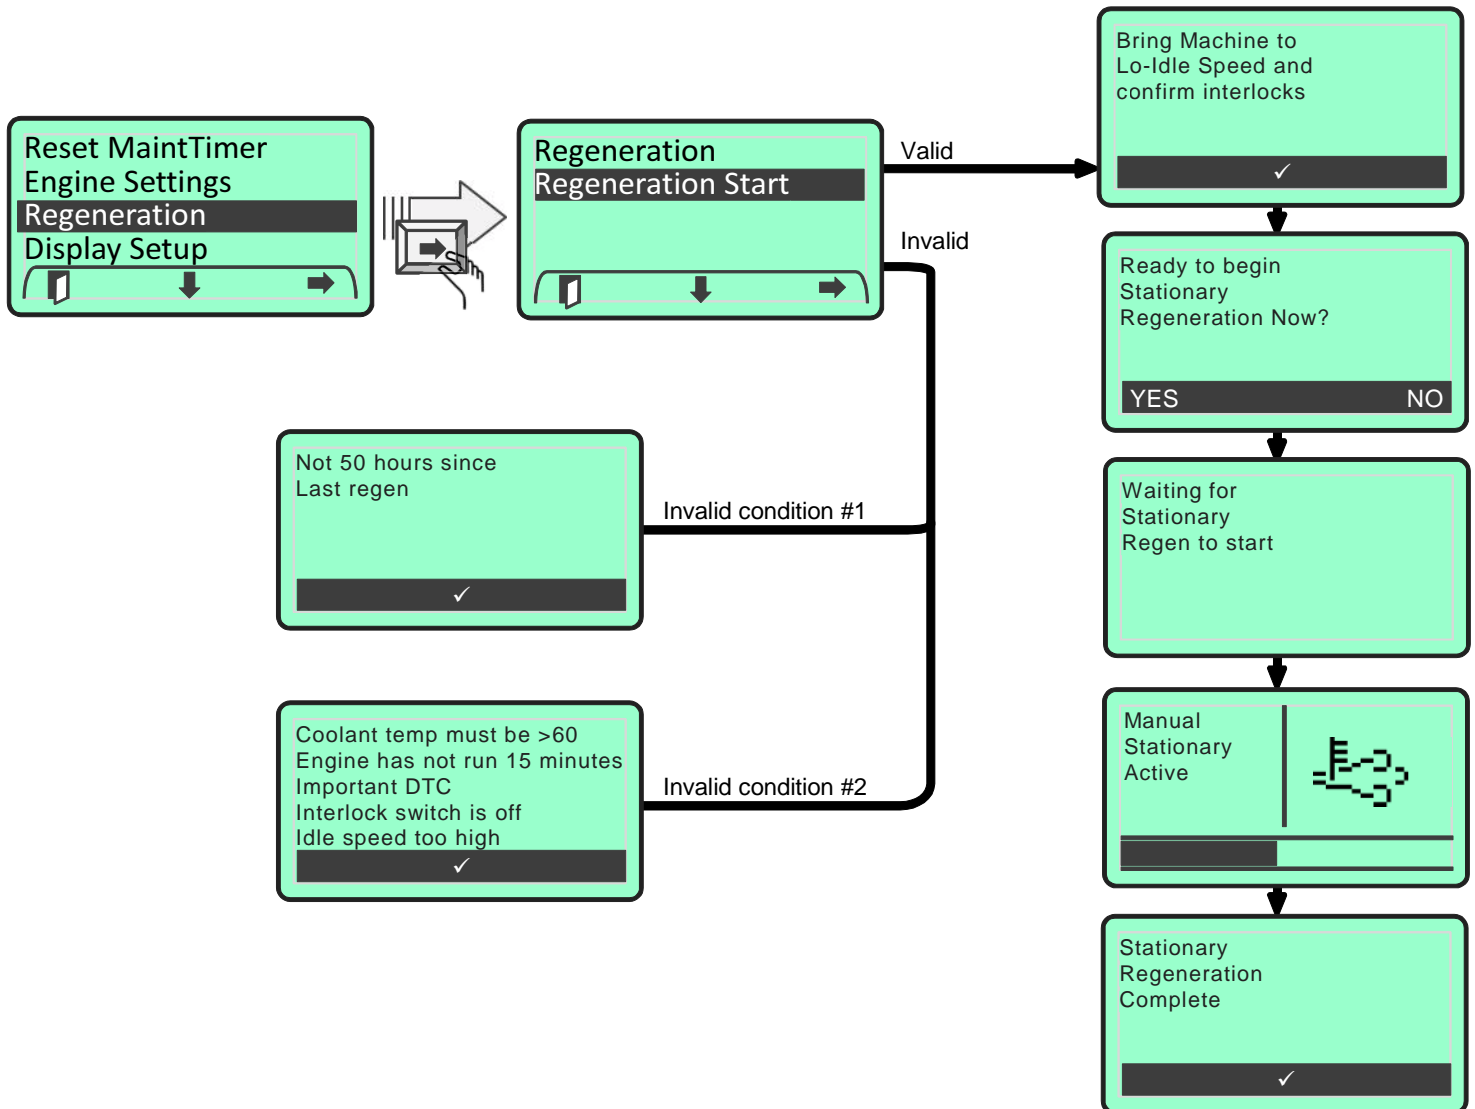 Reset MaintTimer
Engine Settings
Regeneration
Display Setup
Regeneration
Regeneration Start
Valid
Invalid
Bring Machine to
Lo-Idle Speed and
confirm interlocks
✓
Ready to begin
Stationary
Regeneration Now?
YES NO
Waiting for
Stationary
Regen to start
Manual
Stationary
Active
Stationary
Regeneration
Complete
✓
Not 50 hours since
Last regen
✓
Invalid condition #1
Coolant temp must be >60
Engine has not run 15 minutes
Important DTC
Interlock switch is off
Idle speed too high
✓
Invalid condition #2